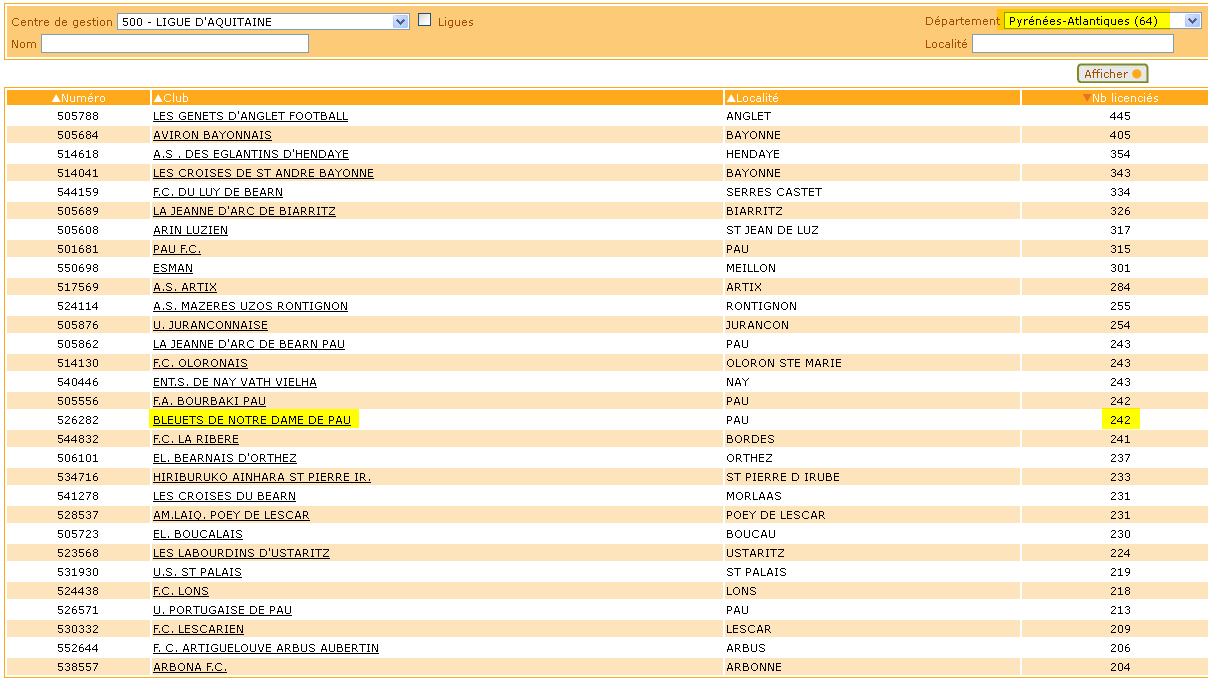 Centre de gestion 500 - LIGUE D'AQUITAINE Ligues Département Pyrénées-Atlantiques (64)
Nom Localité
Afficher
▲Numéro ▲Club ▲Localité ▼Nb licenciés
505788 LES GENETS D'ANGLET FOOTBALL ANGLET 445
505684 AVIRON BAYONNAIS BAYONNE 405
514618 A.S . DES EGLANTINS D'HENDAYE HENDAYE 354
514041 LES CROISES DE ST ANDRE BAYONNE BAYONNE 343
544159 F.C. DU LUY DE BEARN SERRES CASTET 334
505689 LA JEANNE D'ARC DE BIARRITZ BIARRITZ 326
505608 ARIN LUZIEN ST JEAN DE LUZ 317
501681 PAU F.C. PAU 315
550698 ESMAN MEILLON 301
517569 A.S. ARTIX ARTIX 284
524114 A.S. MAZERES UZOS RONTIGNON RONTIGNON 255
505876 U. JURANCONNAISE JURANCON 254
505862 LA JEANNE D'ARC DE BEARN PAU PAU 243
514130 F.C. OLORONAIS OLORON STE MARIE 243
540446 ENT.S. DE NAY VATH VIELHA NAY 243
505556 F.A. BOURBAKI PAU PAU 242
526282 BLEUETS DE NOTRE DAME DE PAU PAU 242
544832 F.C. LA RIBERE BORDES 241
506101 EL. BEARNAIS D'ORTHEZ ORTHEZ 237
534716 HIRIBURUKO AINHARA ST PIERRE IR. ST PIERRE D IRUBE 233
541278 LES CROISES DU BEARN MORLAAS 231
528537 AM.LAIQ. POEY DE LESCAR POEY DE LESCAR 231
505723 EL. BOUCALAIS BOUCAU 230
523568 LES LABOURDINS D'USTARITZ USTARITZ 224
531930 U.S. ST PALAIS ST PALAIS 219
524438 F.C. LONS LONS 218
526571 U. PORTUGAISE DE PAU PAU 213
530332 F.C. LESCARIEN LESCAR 209
552644 F. C. ARTIGUELOUVE ARBUS AUBERTIN ARBUS 206
538557 ARBONA F.C. ARBONNE 204